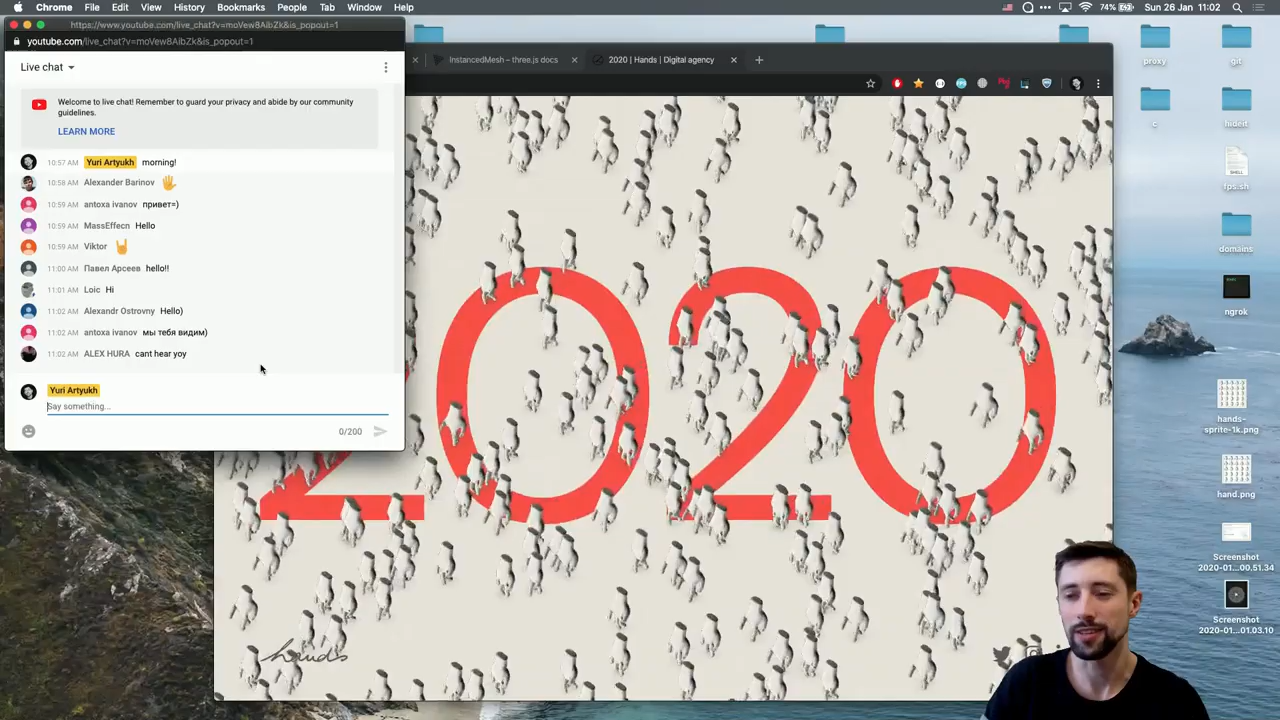 Chrome File Edit View History Bookmarks People Tab Window Help
74% Sun 26 Jan 11:02
https://www.youtube.com/live_chat?v=moVew8AibZk&is_popout=1
youtube.com/live_chat?v=moVew8AibZk&is_popout=1
InstancedMesh – three.js docs
2020 | Hands | Digital agency
Live chat
Welcome to live chat! Remember to guard your privacy and abide by our community
guidelines.
LEARN MORE
10:57 AM Yuri Artyukh morning!
10:58 AM Alexander Barinov
10:59 AM antoxa ivanov привет=)
10:59 AM MassEffecn Hello
10:59 AM Viktor
11:00 AM Павел Арсеев hello!!
11:01 AM Loic Hi
11:02 AM Alexandr Ostrovny Hello)
11:02 AM antoxa ivanov мы тебя видим)
11:02 AM ALEX HURA cant hear yoy
Yuri Artyukh
Say something...
0/200
2020
hands
proxy
git
c
hideit
SHELL
fps.sh
domains
ngrok
hands-
sprite-1k.png
hand.png
Screenshot
2020-01...00.51.34
Screenshot
2020-01...01.03.10